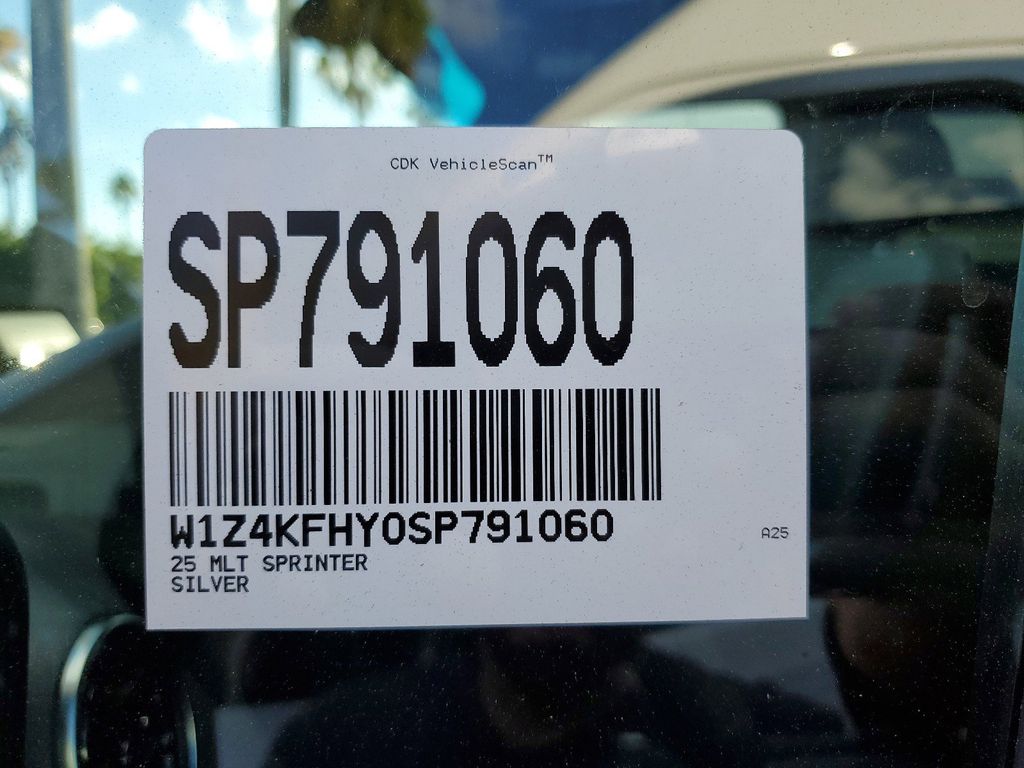 CDK VehicleScan™
SP791060
W1Z4KFHY0SP791060
A25
25 MLT SPRINTER
SILVER